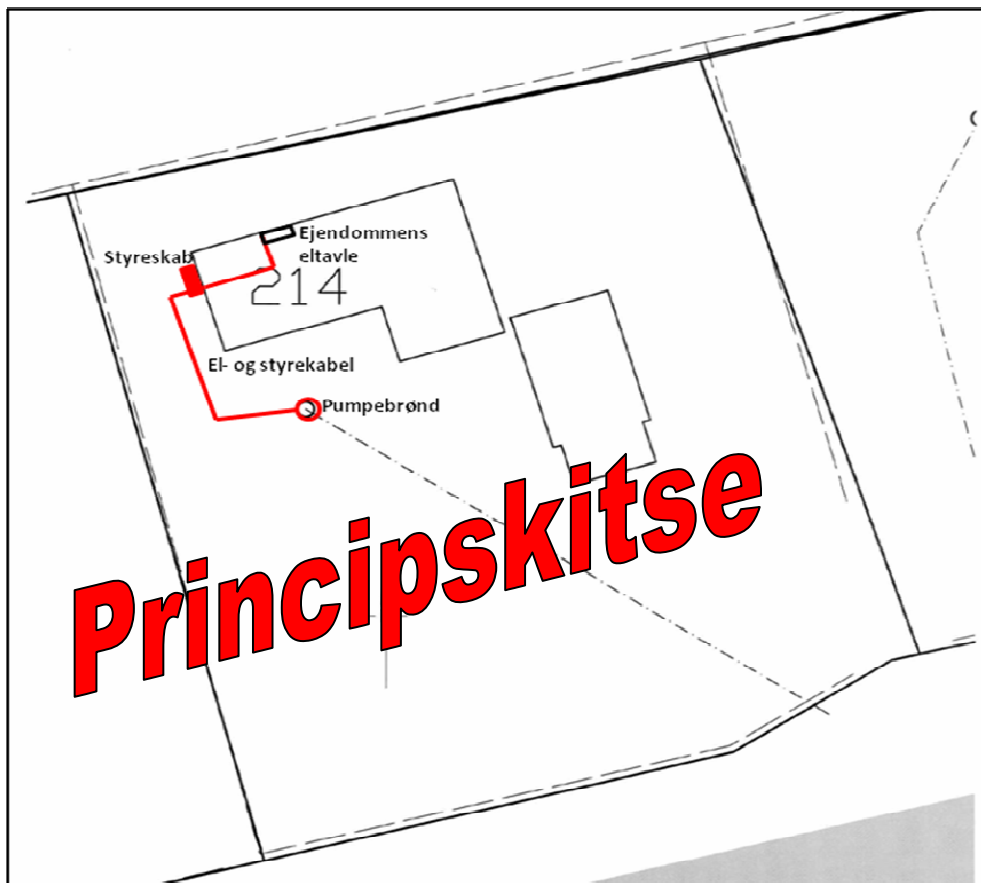 Ejendommens
eltavle
Styreskab
214
El- og styrekabel
Pumpebrønd
Principskitse